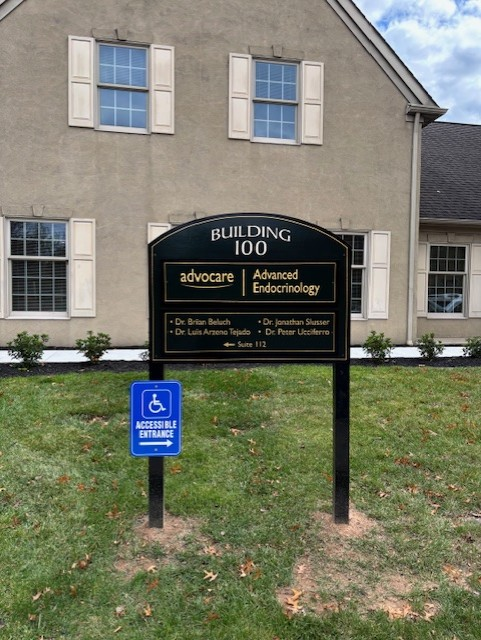 BUILDING
100
advocare | Advanced
Endocrinology
• Dr. Brian Beluch • Dr. Jonathan Slusser
• Dr. Luis Arzeno Tejado • Dr. Peter Ucciferro
← Suite 112
ACCESSIBLE
ENTRANCE
→